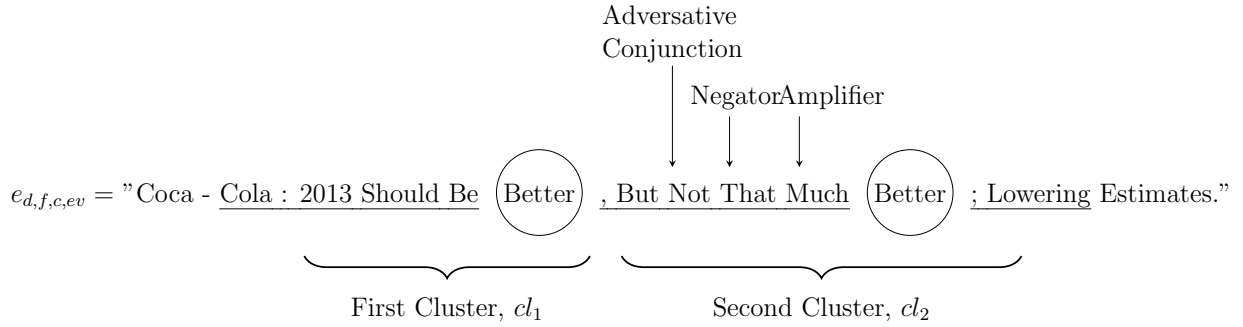 Adversative
Conjunction
NegatorAmplifier
e_{d,f,c,ev} = ”Coca - Cola : 2013 Should Be Better , But Not That Much Better ; Lowering Estimates.”
First Cluster, cl_1 Second Cluster, cl_2